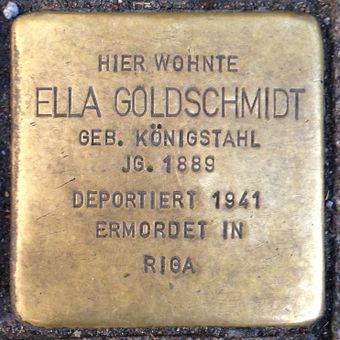 HIER WOHNTE
ELLA GOLDSCHMIDT
GEB. KÖNIGSTAHL
JG. 1889
DEPORTIERT 1941
ERMORDET IN
RIGA